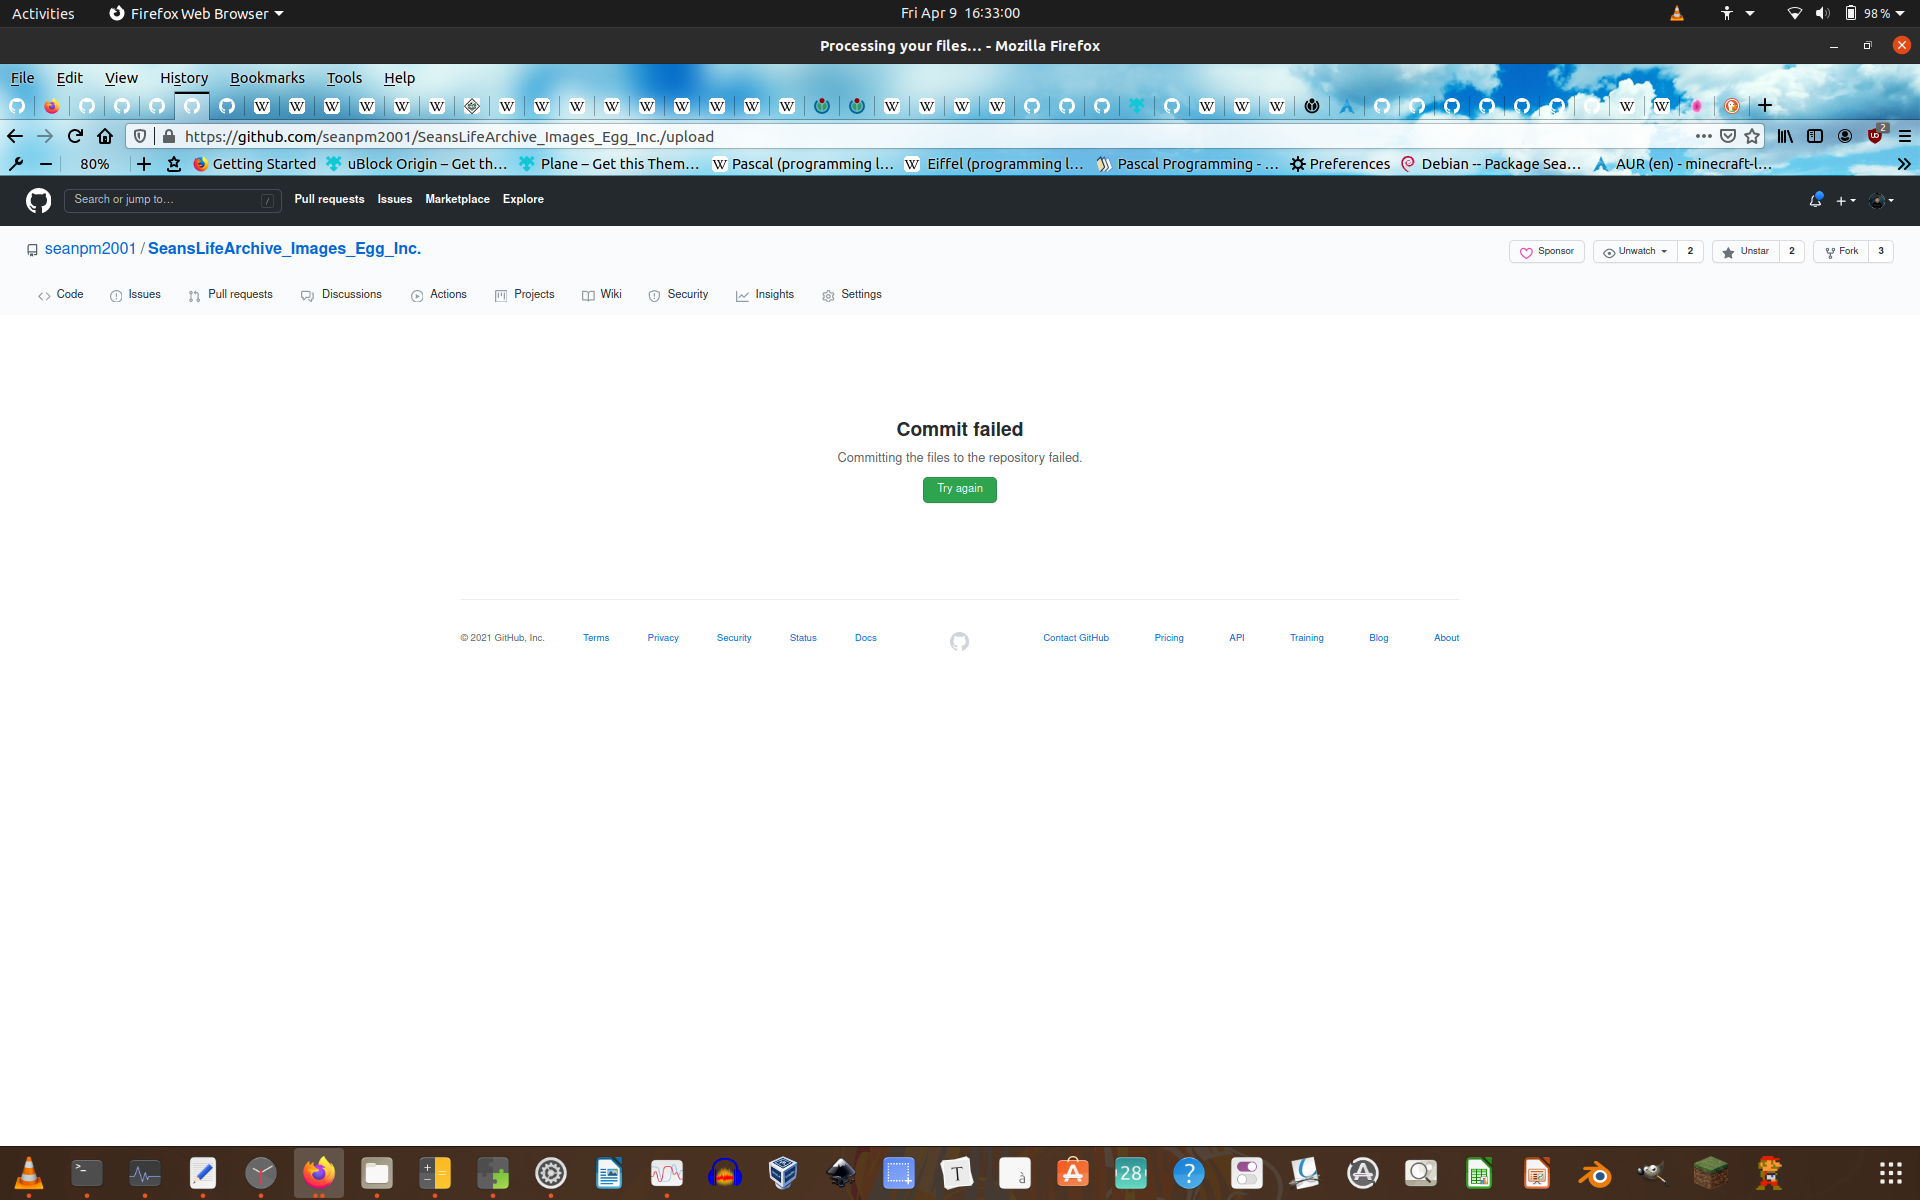 Activities Firefox Web Browser Fri Apr 9 16:33:00 98 %
Processing your files… - Mozilla Firefox
File Edit View History Bookmarks Tools Help
https://github.com/seanpm2001/SeansLifeArchive_Images_Egg_Inc./upload 2
80% Getting Started uBlock Origin – Get th… Plane – Get this Them… Pascal (programming l… Eiffel (programming l… Pascal Programming - … Preferences Debian -- Package Sea… AUR (en) - minecraft-l…
Search or jump to… / Pull requests Issues Marketplace Explore
seanpm2001 / SeansLifeArchive_Images_Egg_Inc. Sponsor Unwatch 2 Unstar 2 Fork 3
Code Issues Pull requests Discussions Actions Projects Wiki Security Insights Settings
Commit failed
Committing the files to the repository failed.
Try again
© 2021 GitHub, Inc. Terms Privacy Security Status Docs Contact GitHub Pricing API Training Blog About